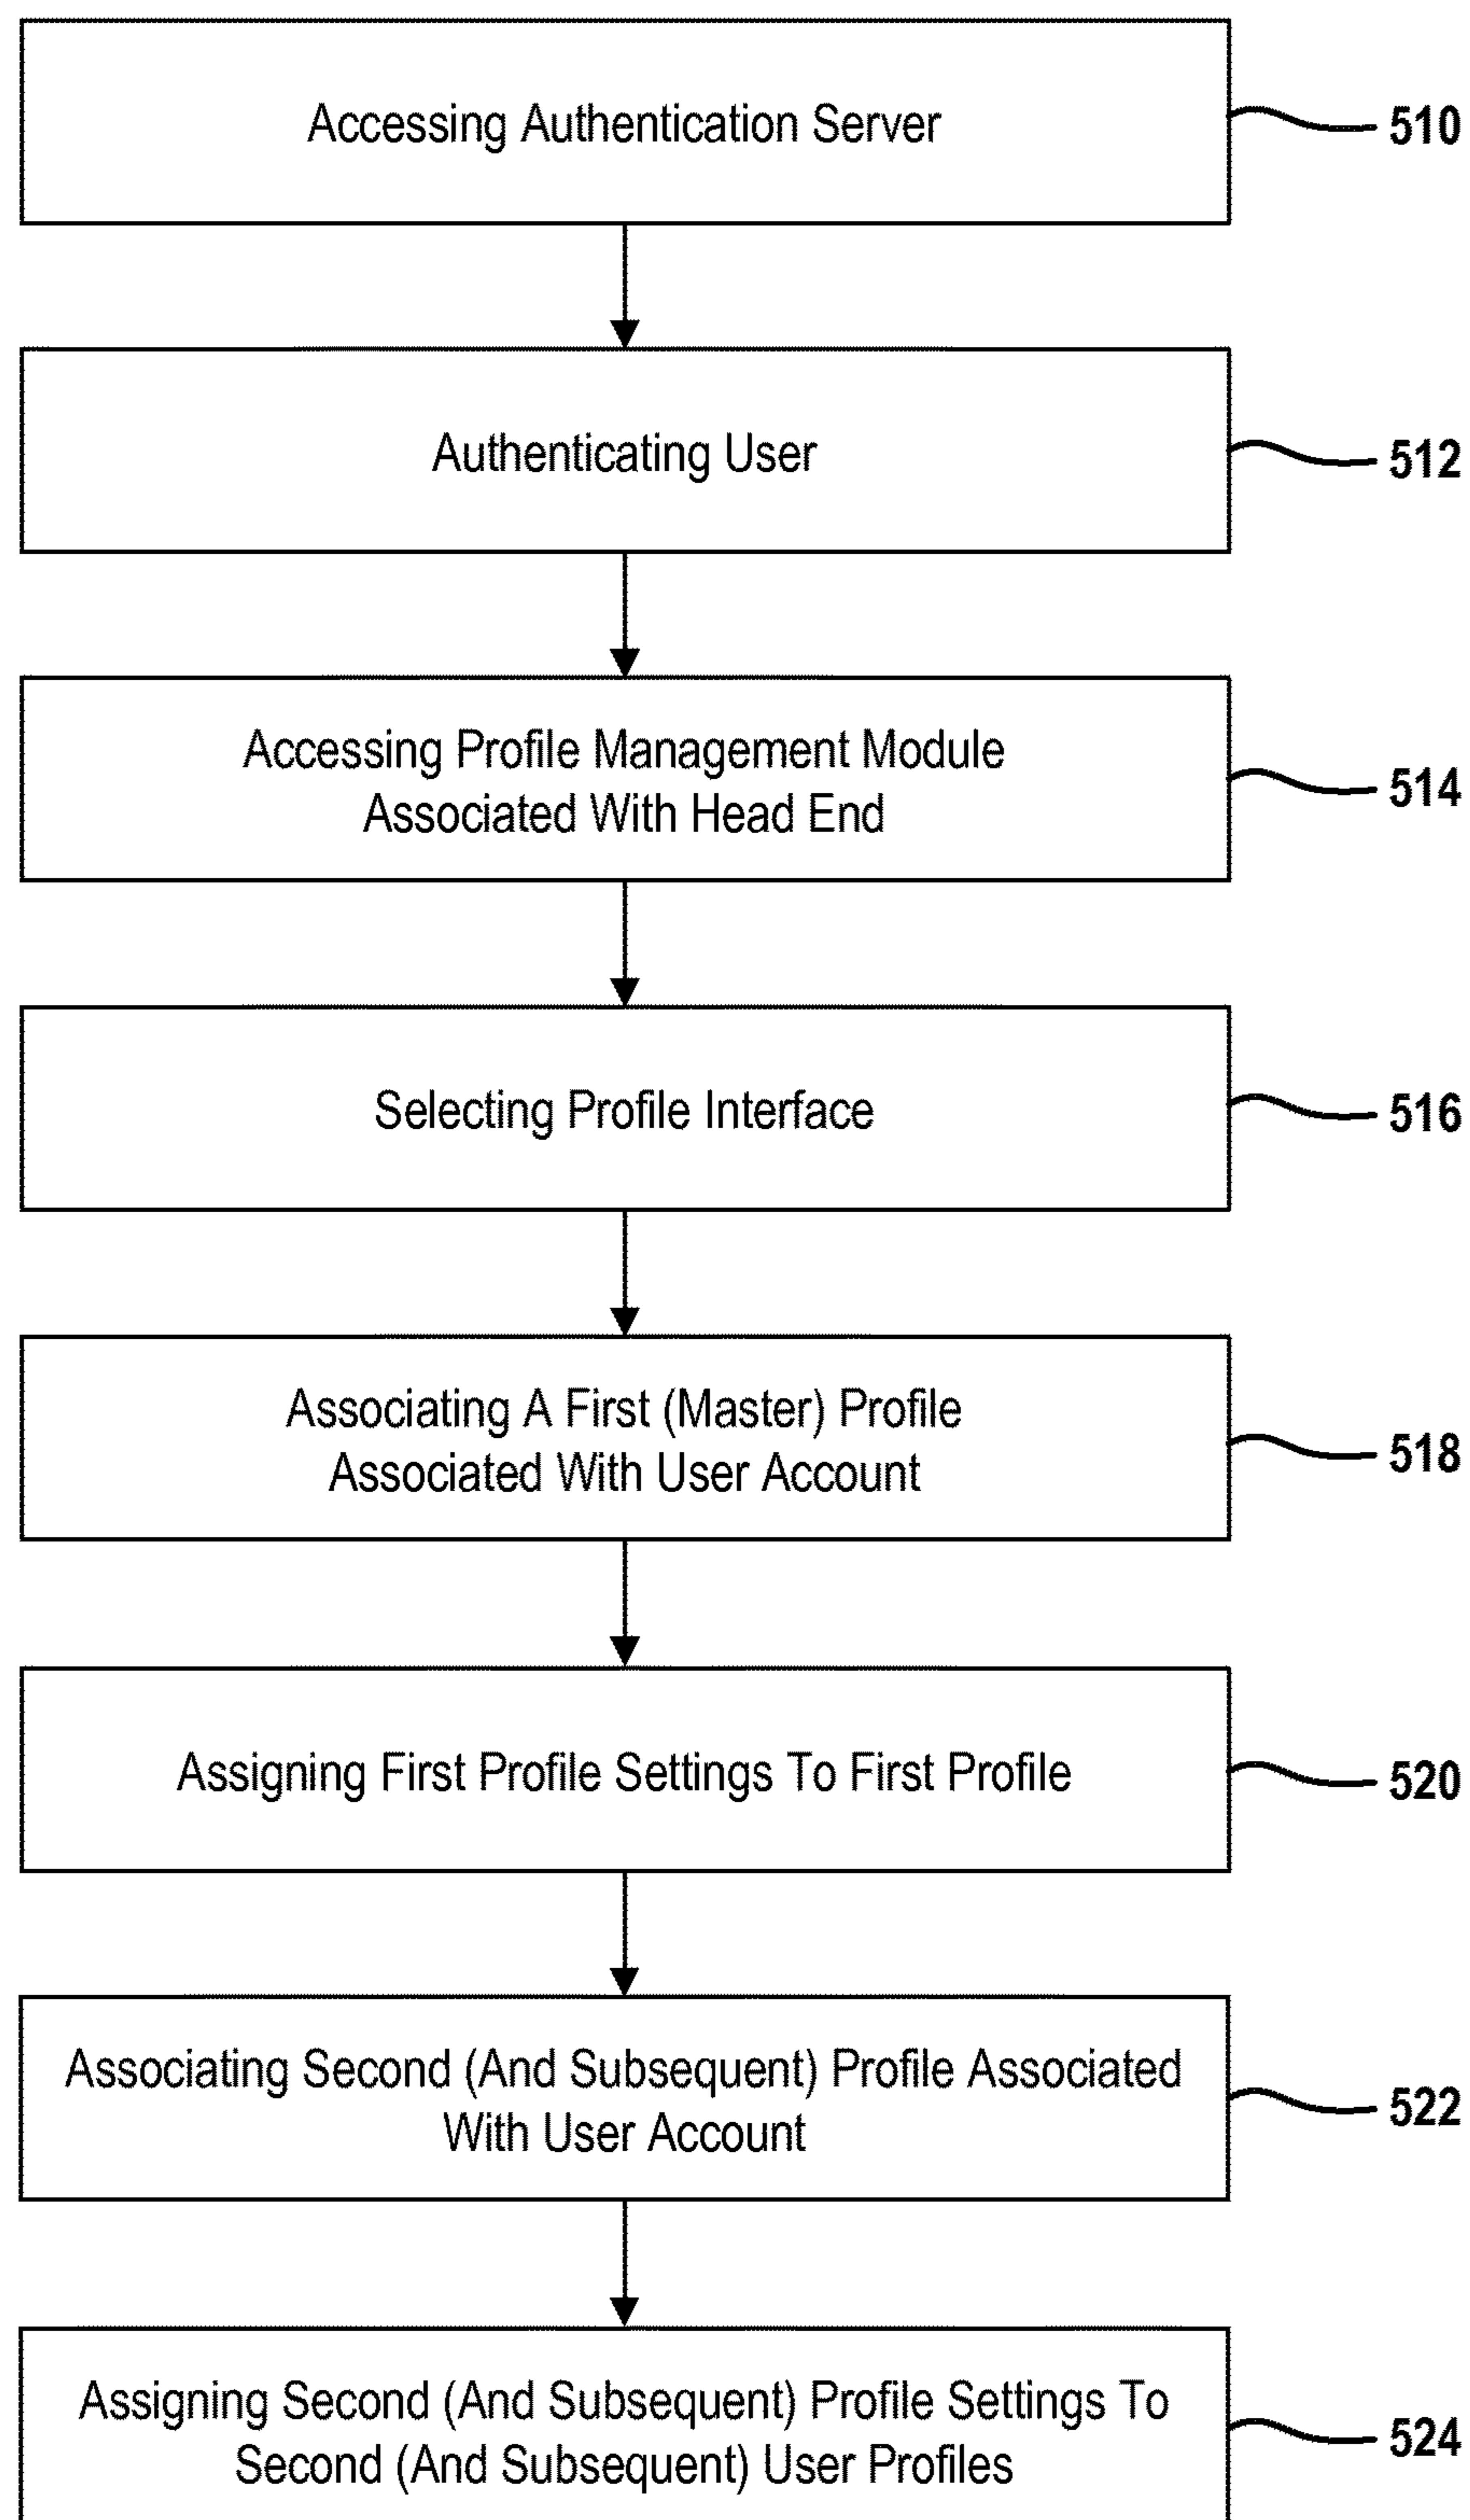 Accessing Authentication Server
510
Authenticating User
512
Accessing Profile Management Module
Associated With Head End
514
Selecting Profile Interface
516
Associating A First (Master) Profile
Associated With User Account
518
Assigning First Profile Settings To First Profile
520
Associating Second (And Subsequent) Profile Associated
With User Account
522
Assigning Second (And Subsequent) Profile Settings To
Second (And Subsequent) User Profiles
524